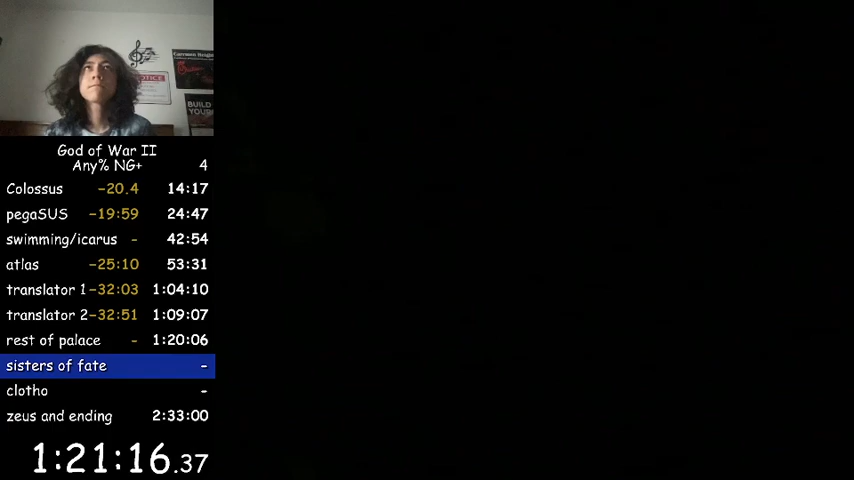 NOTICE
BUILD
YOUR
God of War II
Any% NG+ 4
Colossus -20.4 14:17
pegaSUS -19:59 24:47
swimming/icarus - 42:54
atlas -25:10 53:31
translator 1 -32:03 1:04:10
translator 2 -32:51 1:09:07
rest of palace - 1:20:06
sisters of fate -
clotho -
zeus and ending 2:33:00
1:21:16.37